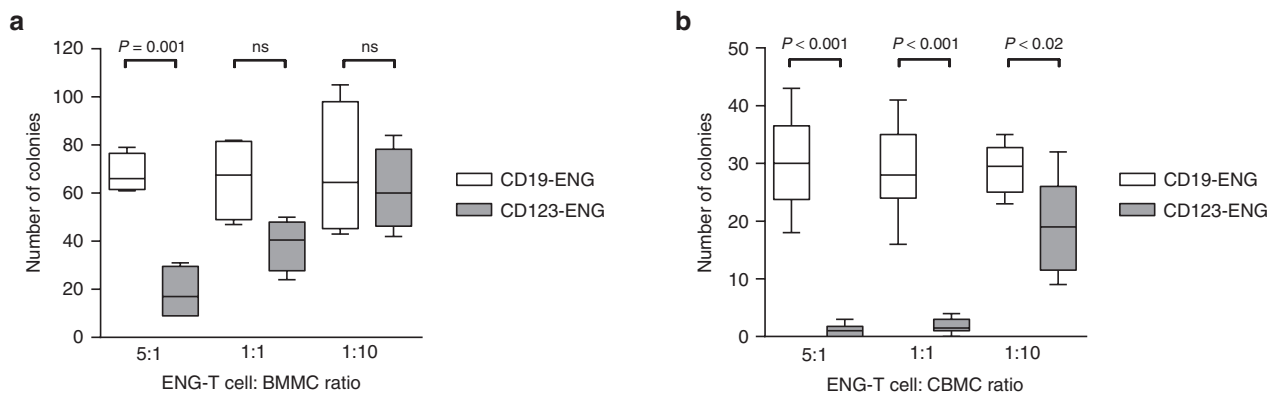 a
P = 0.001
ns
ns
120
100
80
60
40
20
0
Number of colonies
5:1
1:1
1:10
ENG-T cell: BMMC ratio
CD19-ENG
CD123-ENG
b
P < 0.001
P < 0.001
P < 0.02
50
40
30
20
10
0
Number of colonies
5:1
1:1
1:10
ENG-T cell: CBMC ratio
CD19-ENG
CD123-ENG